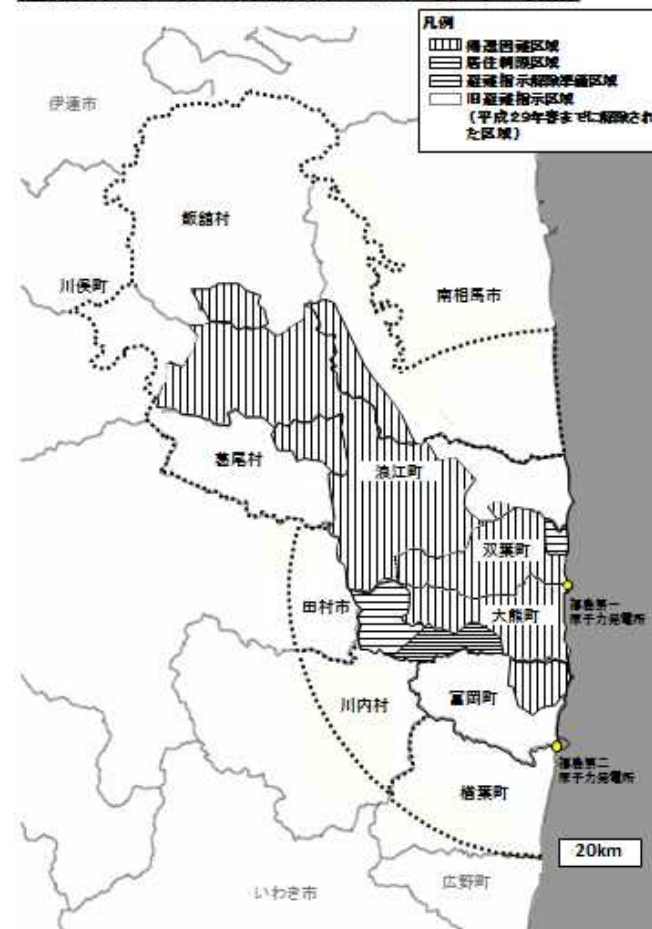 凡例
帰還困難区域
居住制限区域
避難指示解除準備区域
旧避難指示区域
(平成29年春までに解除され
た区域)
伊達市
飯舘村
川俣町
南相馬市
葛尾村
浪江町
双葉町
田村市
大熊町
福島第一
原子力発電所
川内村
富岡町
福島第二
原子力発電所
楢葉町
20km
広野町
いわき市